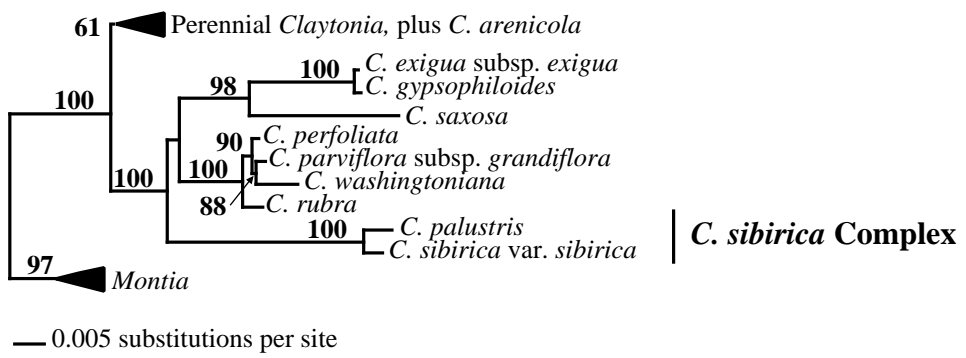 61 Perennial Claytonia, plus C. arenicola
100 C. exigua subsp. exigua
98 C. gypsophiloides
100
C. saxosa
90 C. perfoliata
C. parviflora subsp. grandiflora
100 100 C. washingtoniana
88 C. rubra
100 C. palustris
C. sibirica Complex
C. sibirica var. sibirica
97 Montia
0.005 substitutions per site